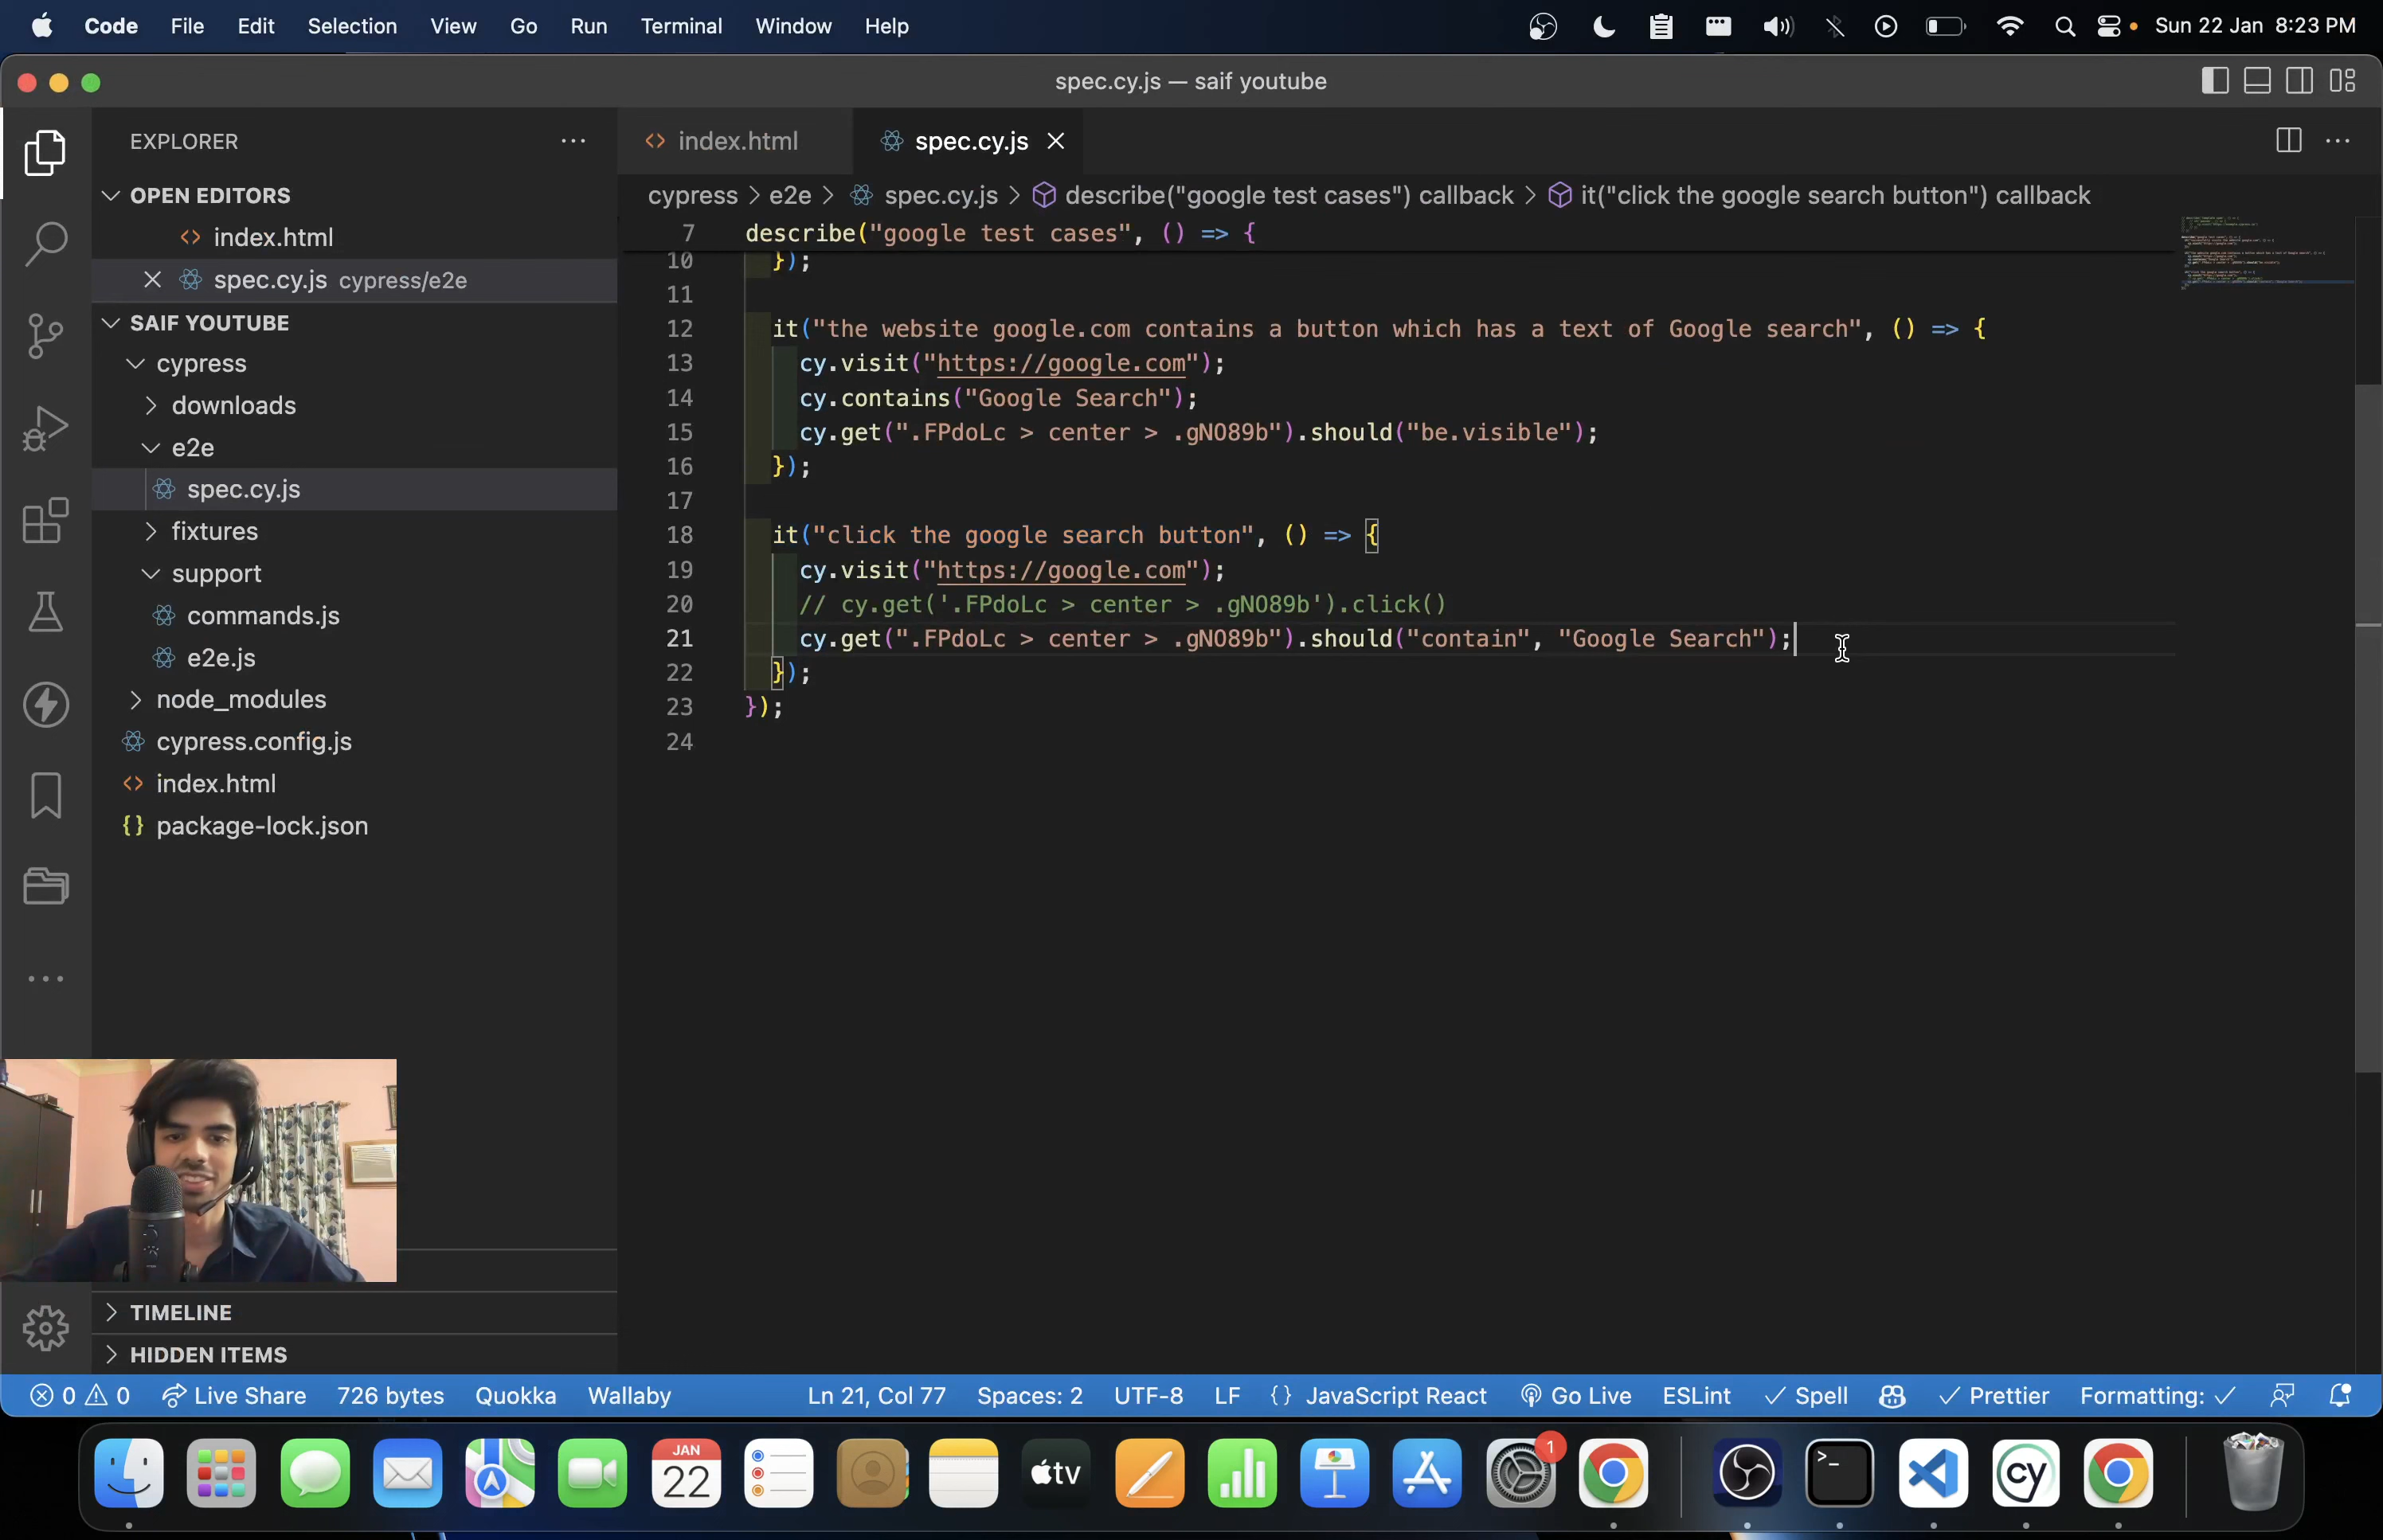 Code File Edit Selection View Go Run Terminal Window Help Sun 22 Jan 8:23 PM
spec.cy.js — saif youtube
EXPLORER
OPEN EDITORS
index.html
spec.cy.js cypress/e2e
SAIF YOUTUBE
cypress
downloads
e2e
spec.cy.js
fixtures
support
commands.js
e2e.js
node_modules
cypress.config.js
index.html
package-lock.json
TIMELINE
HIDDEN ITEMS
index.html spec.cy.js
cypress > e2e > spec.cy.js > describe("google test cases") callback > it("click the google search button") callback
7 describe("google test cases", () => {
10 });
11
12 it("the website google.com contains a button which has a text of Google search", () => {
13 cy.visit("https://google.com");
14 cy.contains("Google Search");
15 cy.get(".FPdoLc > center > .gNO89b").should("be.visible");
16 });
17
18 it("click the google search button", () => {
19 cy.visit("https://google.com");
20 // cy.get('.FPdoLc > center > .gNO89b').click()
21 cy.get(".FPdoLc > center > .gNO89b").should("contain", "Google Search");
22 });
23 });
24
0 0 Live Share 726 bytes Quokka Wallaby Ln 21, Col 77 Spaces: 2 UTF-8 LF {} JavaScript React Go Live ESLint Spell Prettier Formatting:
JAN
22
tv
1
>_
cy